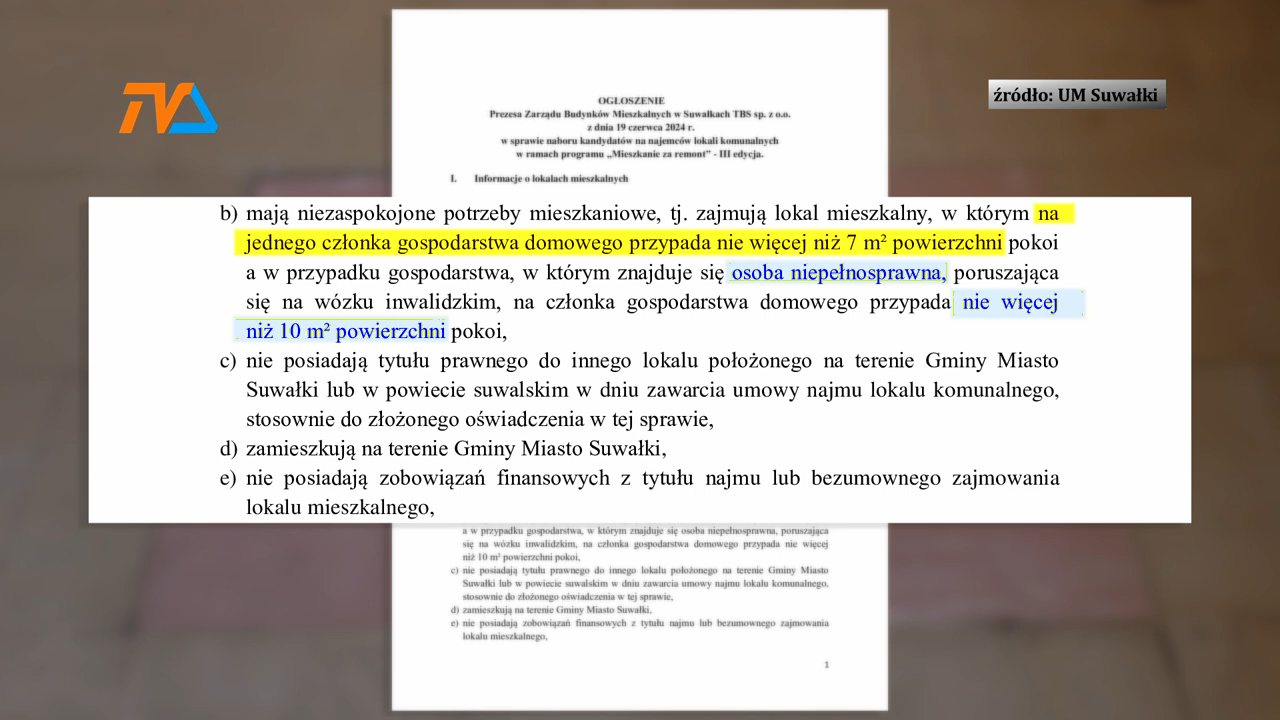 TVS
źródło: UM Suwałki
OGŁOSZENIE
Prezesa Zarządu Budynków Mieszkalnych w Suwałkach TBS sp. z o.o.
z dnia 19 czerwca 2024 r.
w sprawie naboru kandydatów na najemców lokali komunalnych
w ramach programu „Mieszkanie za remont” - III edycja.
I. Informacje o lokalach mieszkalnych
b) mają niezaspokojone potrzeby mieszkaniowe, tj. zajmują lokal mieszkalny, w którym na
jednego członka gospodarstwa domowego przypada nie więcej niż 7 m² powierzchni pokoi
a w przypadku gospodarstwa, w którym znajduje się osoba niepełnosprawna, poruszająca
się na wózku inwalidzkim, na członka gospodarstwa domowego przypada nie więcej
niż 10 m² powierzchni pokoi,
c) nie posiadają tytułu prawnego do innego lokalu położonego na terenie Gminy Miasto
Suwałki lub w powiecie suwalskim w dniu zawarcia umowy najmu lokalu komunalnego,
stosownie do złożonego oświadczenia w tej sprawie,
d) zamieszkują na terenie Gminy Miasto Suwałki,
e) nie posiadają zobowiązań finansowych z tytułu najmu lub bezumownego zajmowania
lokalu mieszkalnego,
a w przypadku gospodarstwa, w którym znajduje się osoba niepełnosprawna, poruszająca
się na wózku inwalidzkim, na członka gospodarstwa domowego przypada nie więcej
niż 10 m² powierzchni pokoi,
c) nie posiadają tytułu prawnego do innego lokalu położonego na terenie Gminy Miasto
Suwałki lub w powiecie suwalskim w dniu zawarcia umowy najmu lokalu komunalnego,
stosownie do złożonego oświadczenia w tej sprawie,
d) zamieszkują na terenie Gminy Miasto Suwałki,
e) nie posiadają zobowiązań finansowych z tytułu najmu lub bezumownego zajmowania
lokalu mieszkalnego,
1